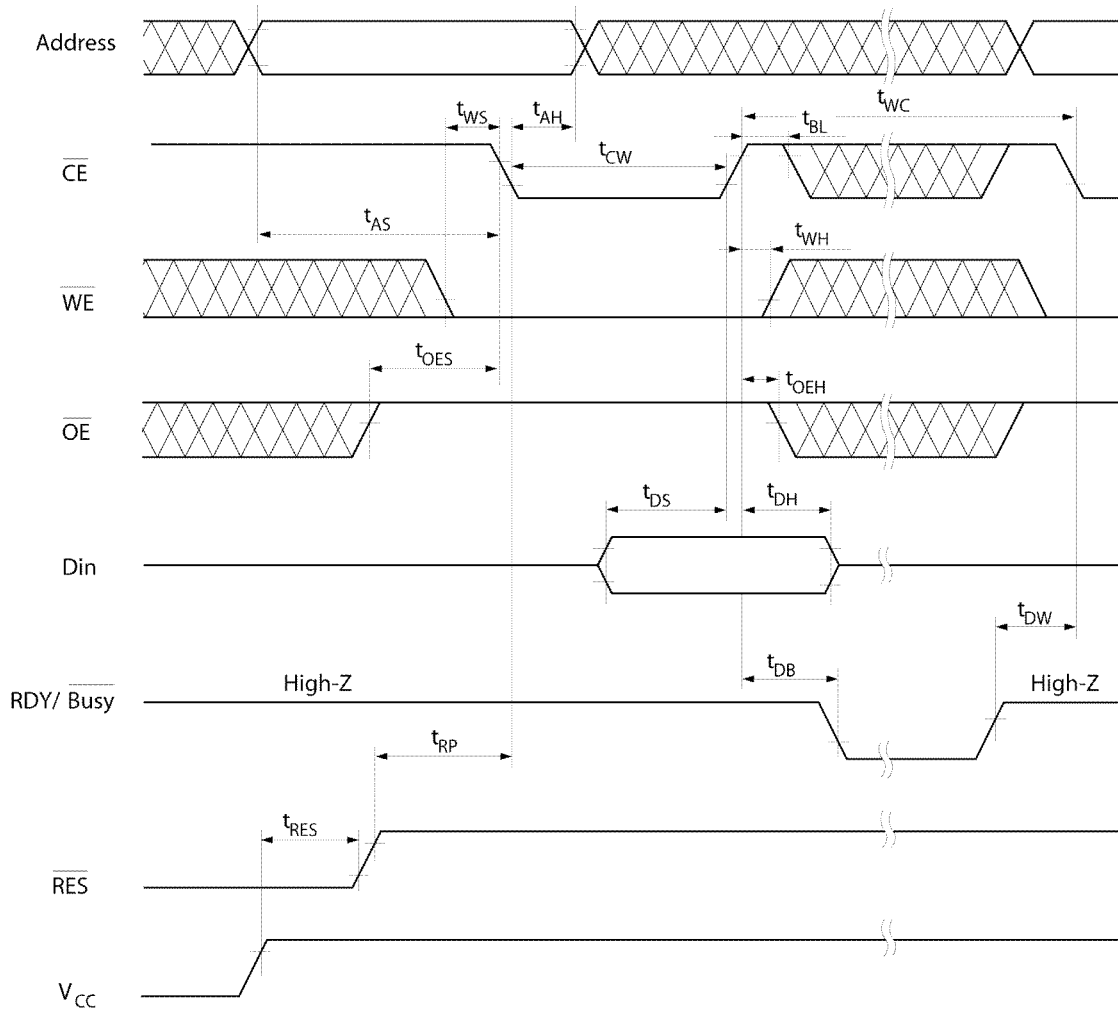 Address
tWS
tAH
tWC
tBL
CE
tCW
tAS
tWH
WE
tOES
tOEH
OE
tDS
tDH
Din
tDW
tDB
RDY/ Busy
High-Z
High-Z
tRP
tRES
RES
VCC